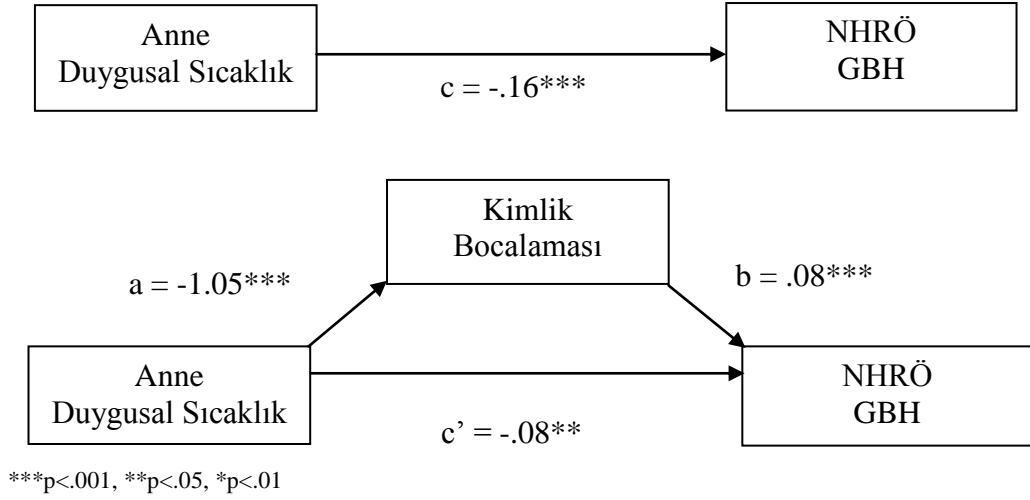 Anne
Duygusal Sıcaklık
NHRÖ
GBH
c = -.16***
Kimlik
Bocalaması
a = -1.05***
b = .08***
Anne
Duygusal Sıcaklık
NHRÖ
GBH
c’ = -.08**
***p<.001, **p<.05, *p<.01